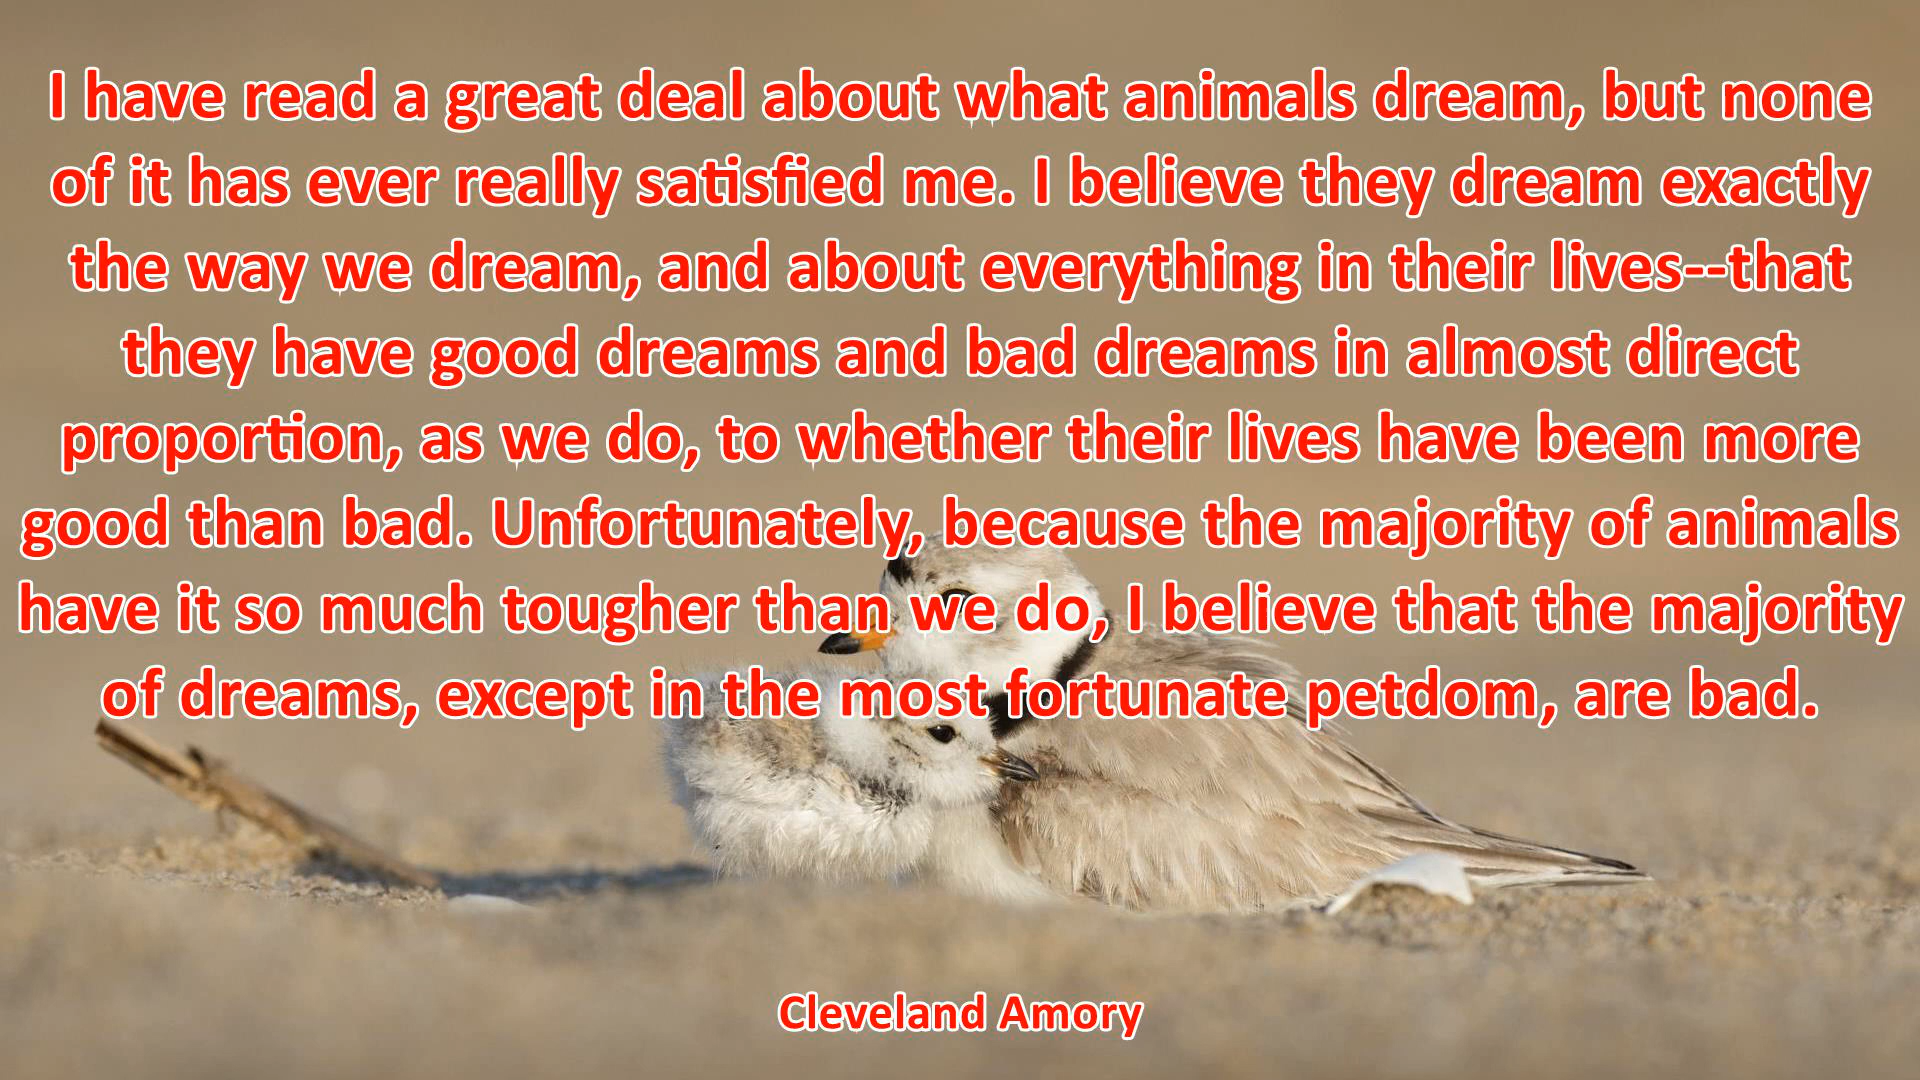 I have read a great deal about what animals dream, but none
of it has ever really satisfied me. I believe they dream exactly
the way we dream, and about everything in their lives--that
they have good dreams and bad dreams in almost direct
proportion, as we do, to whether their lives have been more
good than bad. Unfortunately, because the majority of animals
have it so much tougher than we do, I believe that the majority
of dreams, except in the most fortunate petdom, are bad.
Cleveland Amory